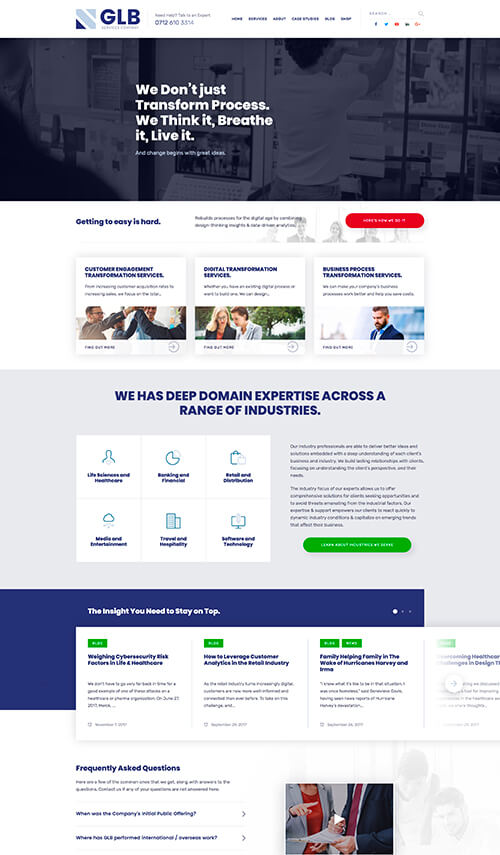 GLB
SERVICES COMPANY
Need Help? Talk to an Expert
0712 610 3314
HOME SERVICES ABOUT CASE STUDIES BLOG SHOP
SEARCH ...
We Don't just
Transform Process.
We Think it, Breathe
it, Live it.
And change begins with great ideas.
Getting to easy is hard.
Rebuilds processes for the digital age by combining
design thinking insights & data driven analytics.
HERE'S HOW WE DO IT
CUSTOMER ENGAGEMENT
TRANSFORMATION SERVICES.
From increasing customer acquisition rates to
increasing sales, we focus on the total...
FIND OUT MORE
DIGITAL TRANSFORMATION
SERVICES.
Whether you have an existing digital process or
want to build one. We can design...
FIND OUT MORE
BUSINESS PROCESS
TRANSFORMATION SERVICES.
We can make your company's business
processes work better and help you save costs.
FIND OUT MORE
WE HAS DEEP DOMAIN EXPERTISE ACROSS A
RANGE OF INDUSTRIES.
Life Sciences and
Healthcare
Banking and
Financial
Retail and
Distribution
Media and
Entertainment
Travel and
Hospitality
Software and
Technology
Our industry professionals are able to deliver better ideas and
solutions embedded with a deep understanding of each client's
business and industry. We build lasting relationships with clients,
focusing on understanding the client's perspective, and their
needs.
The industry focus of our experts allows us to offer
comprehensive solutions for clients seeking opportunities and
to avoid threats emanating from the industrial factors. Our
expertise & support empowers our clients to react quickly to
dynamic industry conditions & capitalize on emerging trends
that affect their business.
LEARN ABOUT INDUSTRIES WE SERVE
The Insight You Need to Stay on Top.
BLOG
Weighing Cybersecurity Risk
Factors in Life & Healthcare
We don't have to go very far back in time for a
good example of one of these attacks on a
healthcare or pharma organization. On June 27,
2017, Merck, ...
November 7, 2017
BLOG
How to Leverage Customer
Analytics in the Retail Industry
As the retail industry turns increasingly digital,
customers are now more well-informed and
connected than ever before. To take on this
challenge, and...
September 29, 2017
BLOG NEWS
Family Helping Family in The
Wake of Hurricanes Harvey and
Irma
"I know what it's like to be in that situation. I
was once homeless," said Genevieve Gaule,
having seen news reports of Hurricane
Harvey's devastation...
September 26, 2017
Overcoming Healthcare
Challenges in Design Th
September 24, 2017
Frequently Asked Questions
Here are a few of the common ones that we get, along with answers to the
questions. Contact us if any of your questions are not answered here.
When was the Company's Initial Public Offering?
Where has GLB performed international / overseas work?